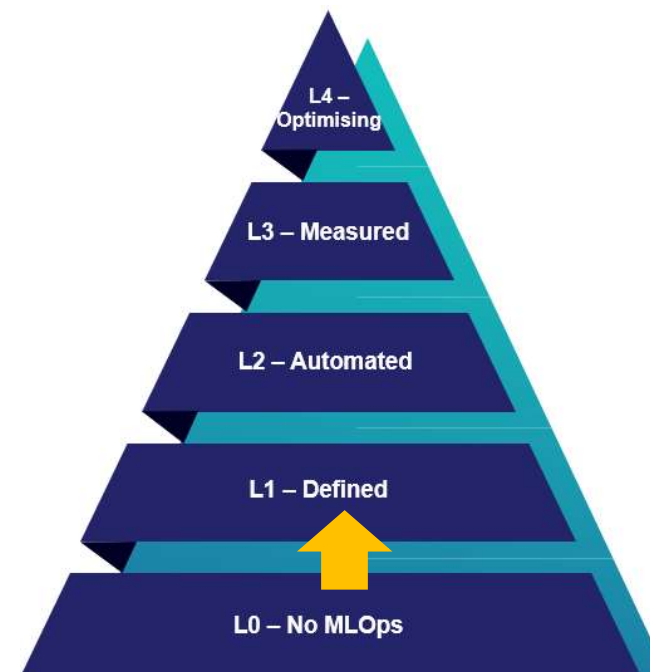 L4 –
Optimising
L3 – Measured
L2 – Automated
L1 – Defined
L0 – No MLOps